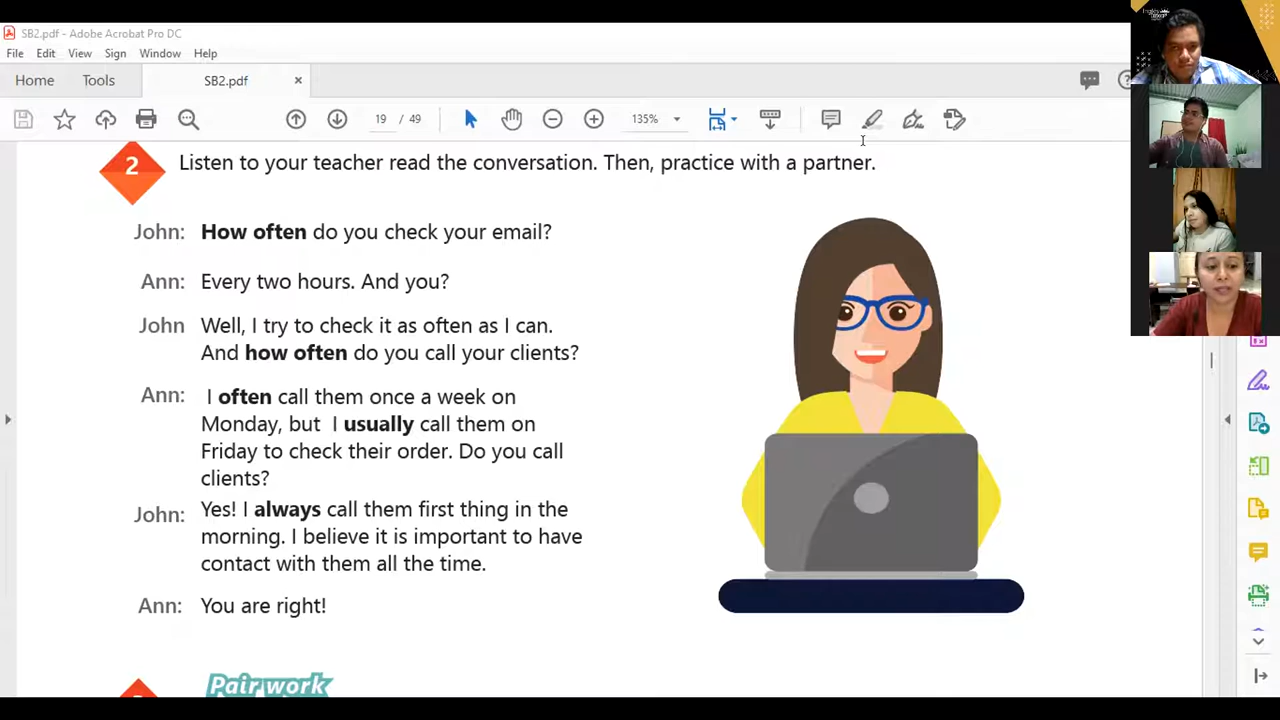 SB2.pdf - Adobe Acrobat Pro DC
File Edit View Sign Window Help
Home Tools SB2.pdf ×
19 / 49 135%
2 Listen to your teacher read the conversation. Then, practice with a partner.
John: How often do you check your email?
Ann: Every two hours. And you?
John Well, I try to check it as often as I can.
And how often do you call your clients?
Ann: I often call them once a week on
Monday, but I usually call them on
Friday to check their order. Do you call
clients?
John: Yes! I always call them first thing in the
morning. I believe it is important to have
contact with them all the time.
Ann: You are right!
Pair work